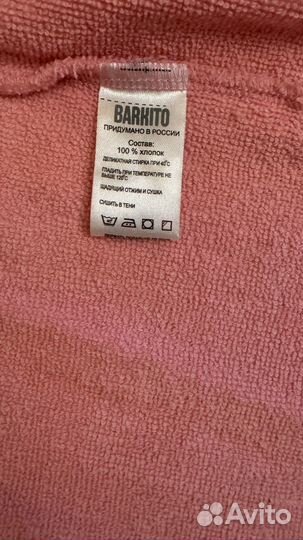 BARKITO
ПРИДУМАНО В РОССИИ
Состав:
100 % хлопок
ДЕЛИКАТНАЯ СТИРКА ПРИ 40°С
ГЛАДИТЬ ПРИ ТЕМПЕРАТУРЕ НЕ
ВЫШЕ 120°С
ЩАДЯЩИЙ ОТЖИМ И СУШКА
СУШИТЬ В ТЕНИ
Avito